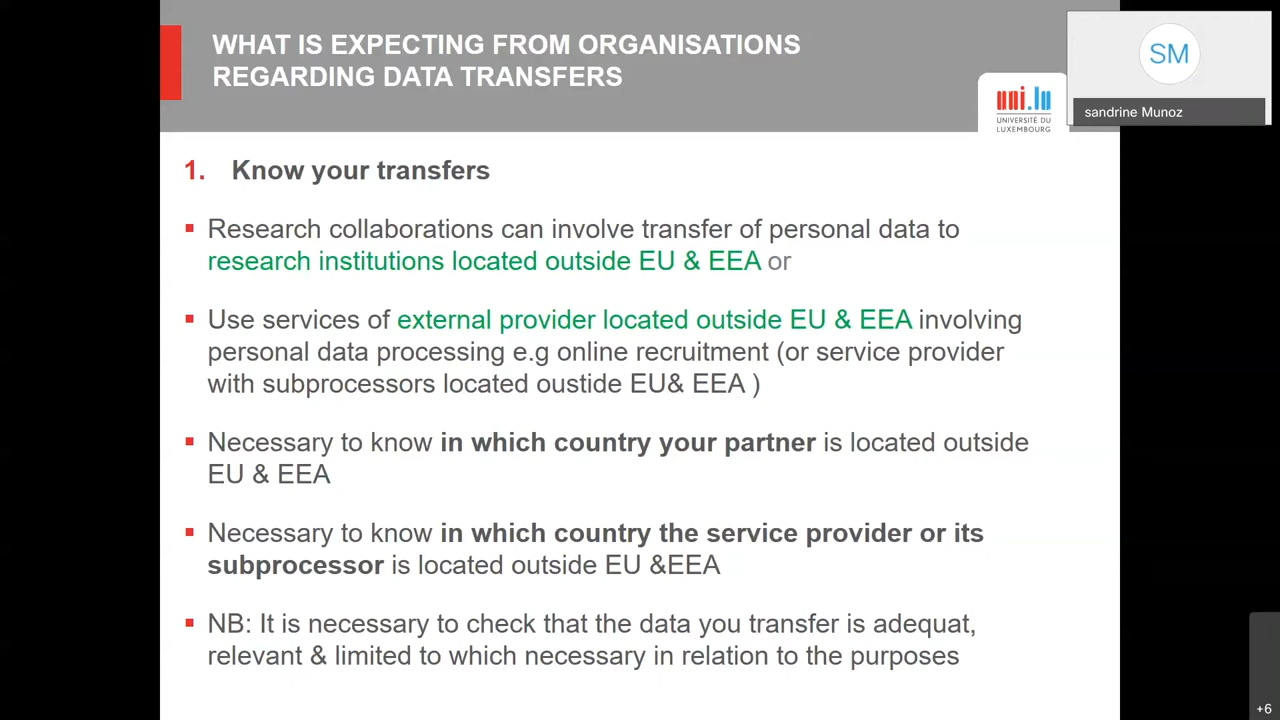 WHAT IS EXPECTING FROM ORGANISATIONS
REGARDING DATA TRANSFERS
SM
sandrine Munoz
uni.lu
UNIVERSITÉ DU
LUXEMBOURG
1. Know your transfers
▪ Research collaborations can involve transfer of personal data to
research institutions located outside EU & EEA or
▪ Use services of external provider located outside EU & EEA involving
personal data processing e.g online recruitment (or service provider
with subprocessors located oustide EU& EEA )
▪ Necessary to know in which country your partner is located outside
EU & EEA
▪ Necessary to know in which country the service provider or its
subprocessor is located outside EU &EEA
▪ NB: It is necessary to check that the data you transfer is adequat,
relevant & limited to which necessary in relation to the purposes
+6